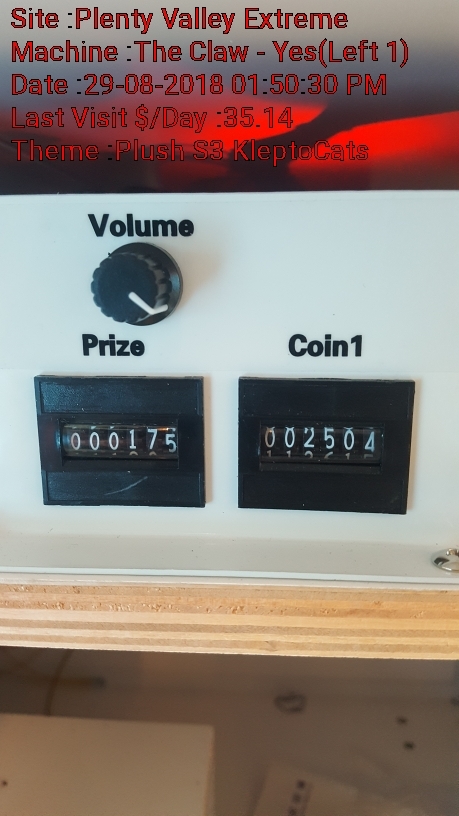 Site :Plenty Valley Extreme
Machine :The Claw - Yes(Left 1)
Date :29-08-2018 01:50:30 PM
Last Visit $/Day :35.14
Theme :Plush S3 KleptoCats
Volume
Prize Coin1
000175 002504